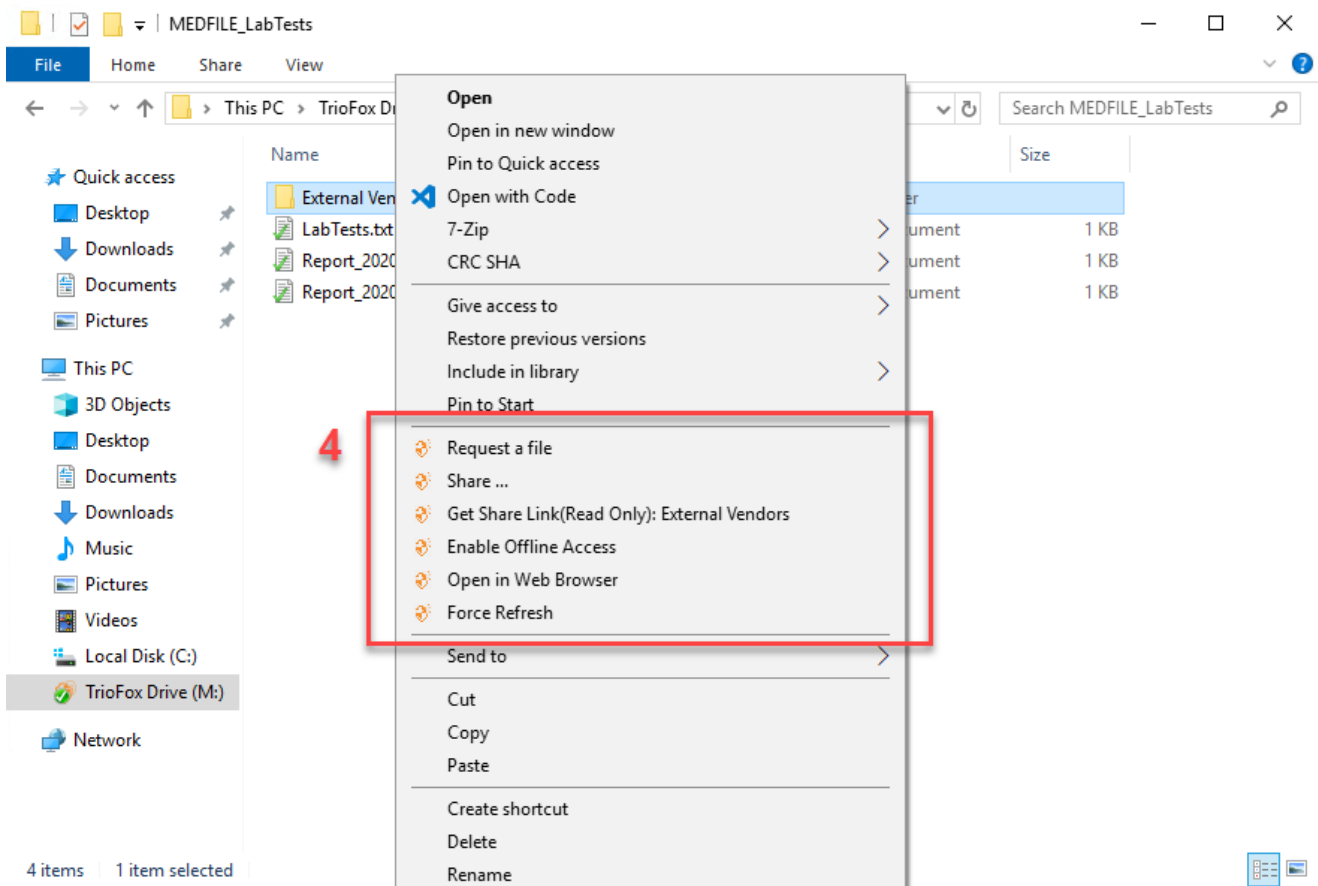 MEDFILE_LabTests
File Home Share View
This PC > TrioFox Dr
Search MEDFILE_LabTests
Name Size
Quick access
Desktop
Downloads
Documents
Pictures
This PC
3D Objects
Desktop
Documents
Downloads
Music
Pictures
Videos
Local Disk (C:)
TrioFox Drive (M:)
Network
External Ven er
LabTests.txt ument 1 KB
Report_2020 ument 1 KB
Report_2020 ument 1 KB
Open
Open in new window
Pin to Quick access
Open with Code
7-Zip
CRC SHA
Give access to
Restore previous versions
Include in library
Pin to Start
4
Request a file
Share ...
Get Share Link(Read Only): External Vendors
Enable Offline Access
Open in Web Browser
Force Refresh
Send to
Cut
Copy
Paste
Create shortcut
Delete
Rename
4 items 1 item selected